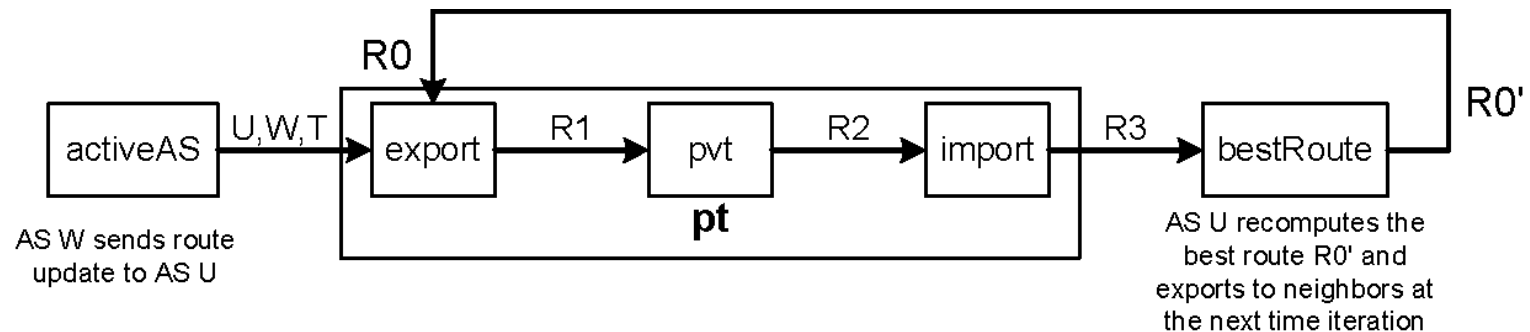 R0
R0'
activeAS
U,W,T
export
R1
pvt
R2
import
R3
bestRoute
pt
AS W sends route
update to AS U
AS U recomputes the
best route R0' and
exports to neighbors at
the next time iteration